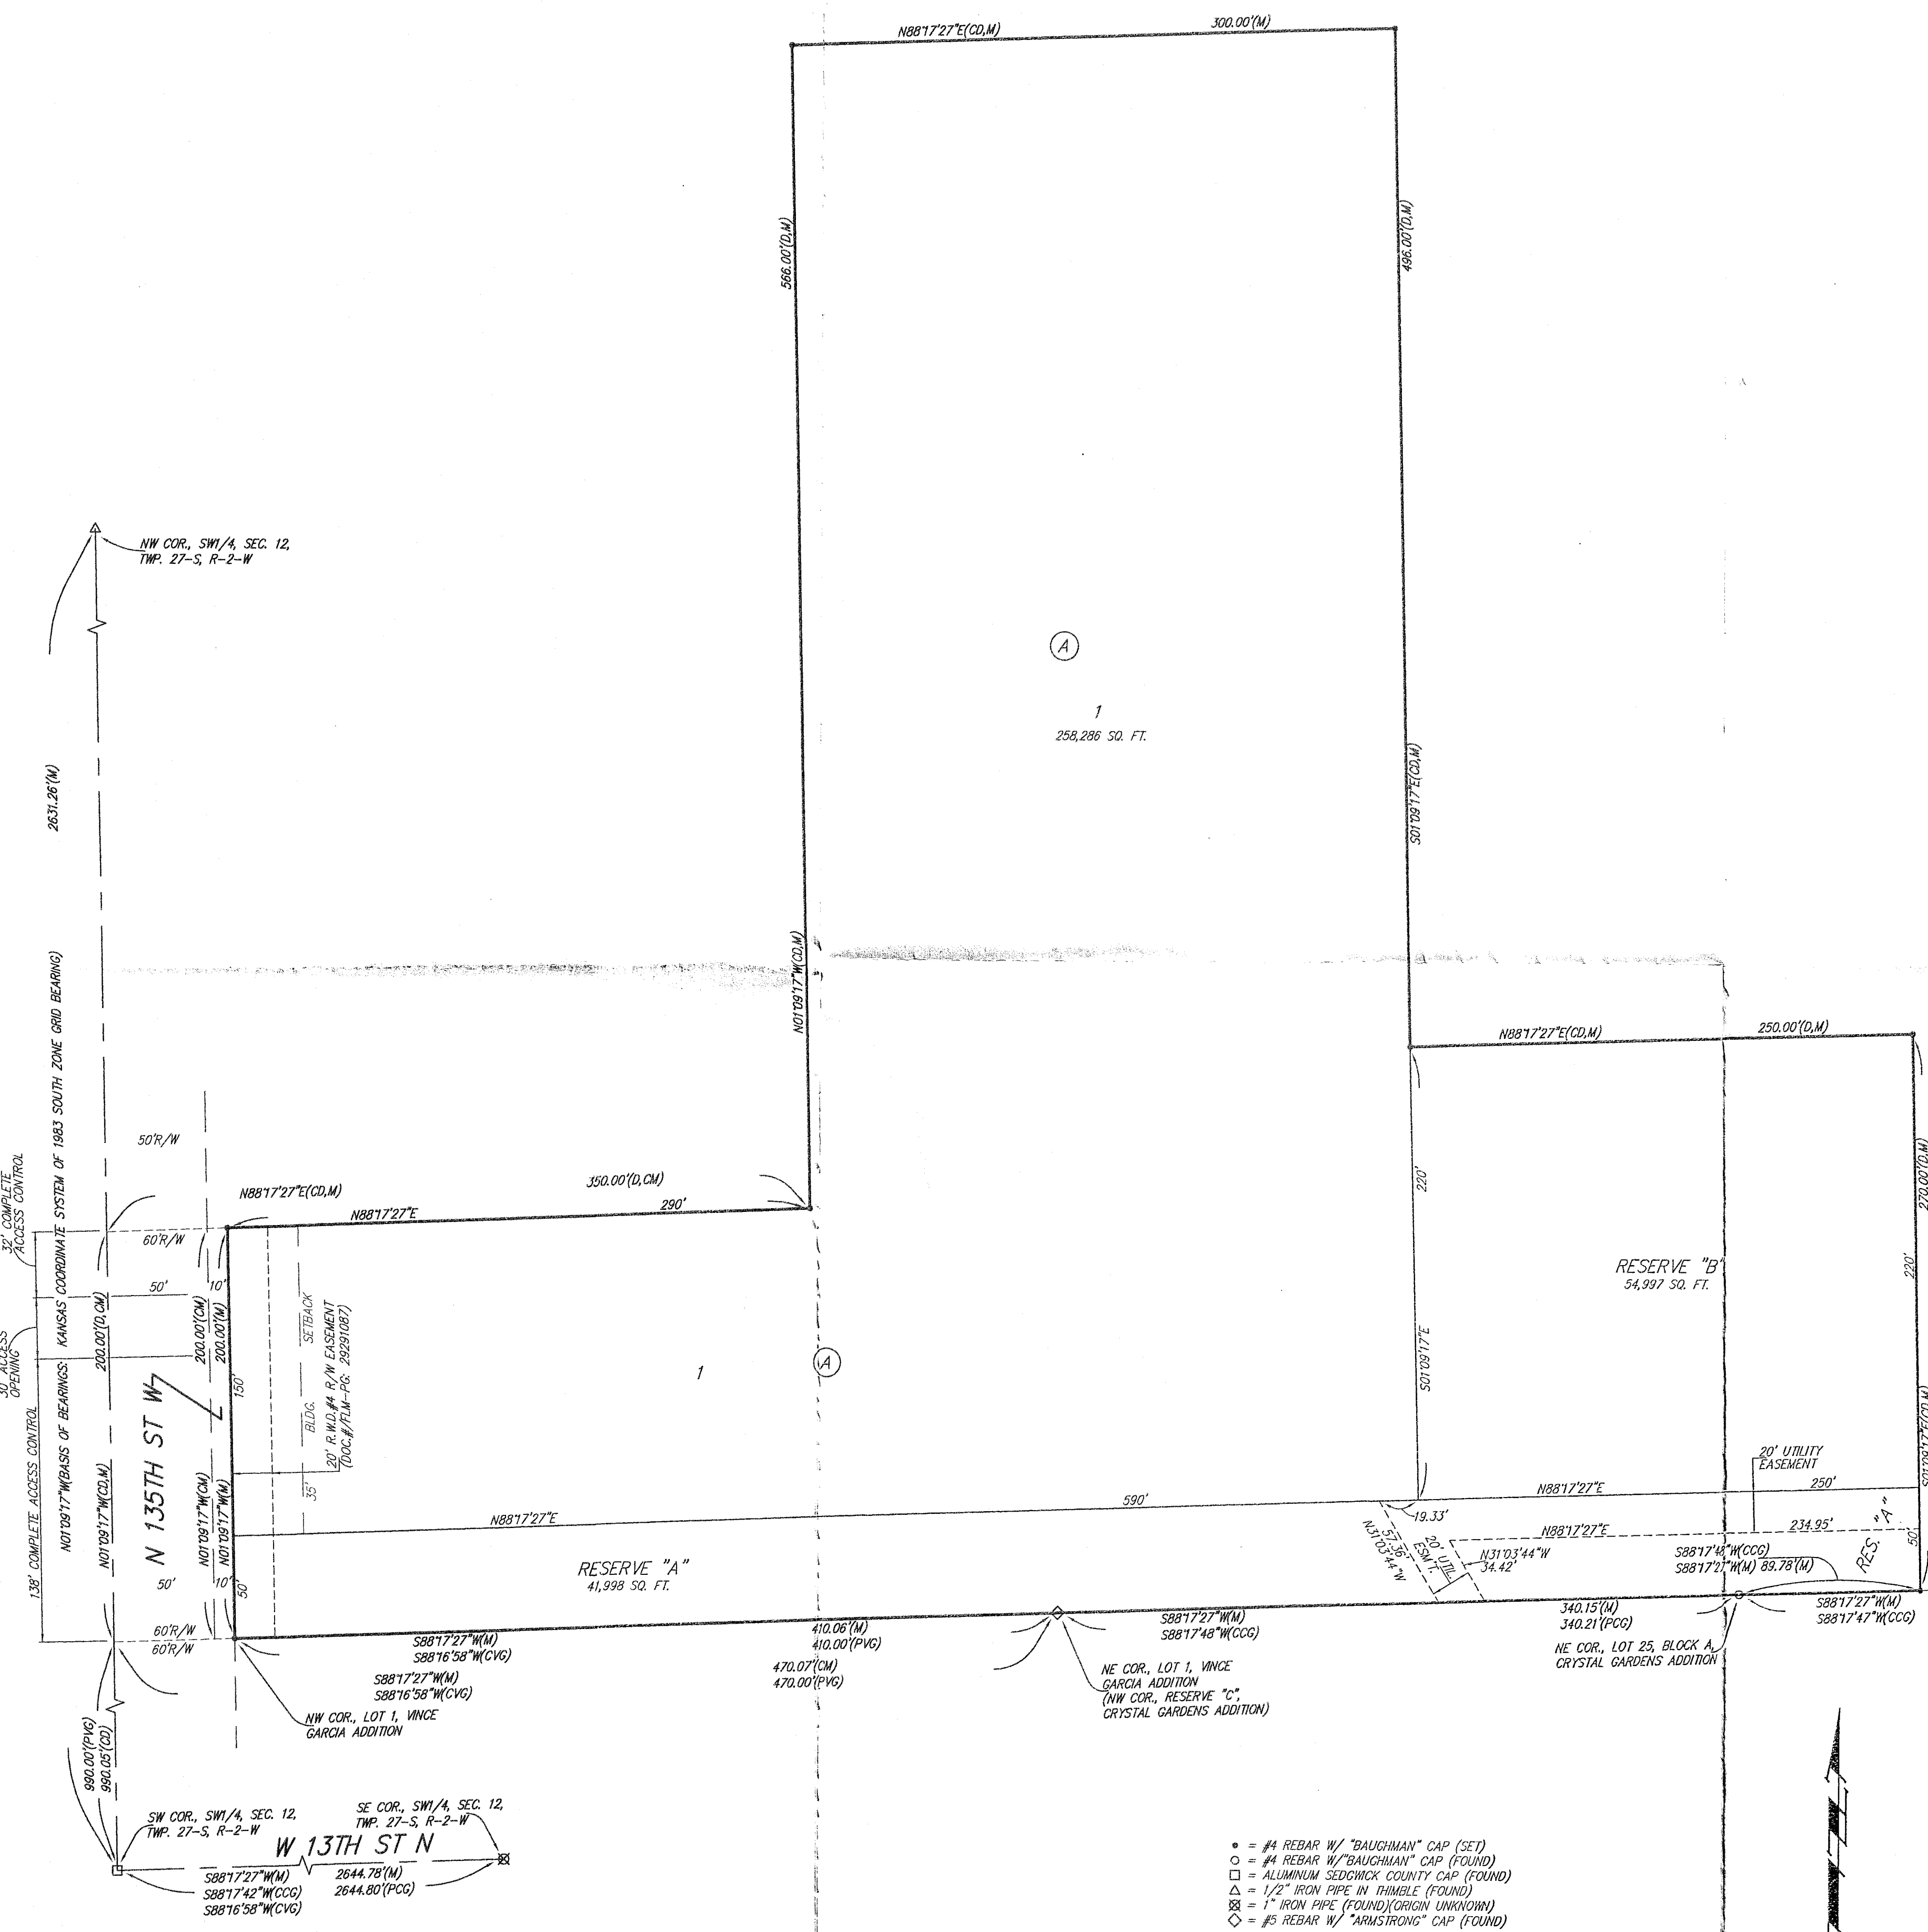 N88°17'27"E(CD,M)
300.00'(M)
566.00'(D,M)
496.00'(D,M)
NW COR., SW1/4, SEC. 12,
TWP. 27-S, R-2-W
A
1
258,286 SQ. FT.
2631.26'(M)
S01°09'17"E(CD,M)
N01°09'17"W(CD,M)
N01°09'17"W(BASIS OF BEARINGS: KANSAS COORDINATE SYSTEM OF 1983 SOUTH ZONE GRID BEARING)
N88°17'27"E(CD,M)
250.00'(D,M)
50'R/W
32' COMPLETE
ACCESS CONTROL
N88°17'27"E(CD,M)
350.00'(D,CM)
N88°17'27"E
290'
220'
270.00'(D,M)
60'R/W
50'
10'
RESERVE "B"
54,997 SQ. FT.
220'
30' ACCESS
OPENING
200.00'(D,CM)
200.00'(CM)
200.00'(M)
35' BLDG. SETBACK
20' R.W.D.#4 R/W EASEMENT
(DOC.#/FLM-PG: 29291087)
150'
1
A
S01°09'17"E
138' COMPLETE ACCESS CONTROL
N 135TH ST W
N01°09'17"W(CD,M)
N01°09'17"W(CM)
N01°09'17"W(M)
S01°09'17"E(CD,M)
20' UTILITY
EASEMENT
590'
N88°17'27"E
250'
N88°17'27"E
19.33'
N88°17'27"E
234.95'
RES. "A"
50'
57.36'
N31°03'44"W
20' UTIL.
ESM'T.
N31°03'44"W
34.42'
S88°17'48"W(CCG)
S88°17'27"W(M) 89.78'(M)
RESERVE "A"
41,998 SQ. FT.
50'
10'
50'
60'R/W
60'R/W
S88°17'27"W(M)
S88°16'58"W(CVG)
410.06'(M)
410.00'(PVG)
S88°17'27"W(M)
S88°17'48"W(CCG)
340.15'(M)
340.21'(PCG)
S88°17'27"W(M)
S88°17'47"W(CCG)
S88°17'27"W(M)
S88°16'58"W(CVG)
470.07'(CM)
470.00'(PVG)
NE COR., LOT 25, BLOCK A,
CRYSTAL GARDENS ADDITION
NE COR., LOT 1, VINCE
GARCIA ADDITION
(NW COR., RESERVE "C",
CRYSTAL GARDENS ADDITION)
NW COR., LOT 1, VINCE
GARCIA ADDITION
990.00'(PVG)
990.05'(CD)
SW COR., SW1/4, SEC. 12,
TWP. 27-S, R-2-W
SE COR., SW1/4, SEC. 12,
TWP. 27-S, R-2-W
W 13TH ST N
S88°17'27"W(M)
2644.78'(M)
S88°17'42"W(CCG)
2644.80'(PCG)
S88°16'58"W(CVG)
= #4 REBAR W/ "BAUGHMAN" CAP (SET)
= #4 REBAR W/"BAUGHMAN" CAP (FOUND)
= ALUMINUM SEDGWICK COUNTY CAP (FOUND)
= 1/2" IRON PIPE IN THIMBLE (FOUND)
= 1" IRON PIPE (FOUND)(ORIGIN UNKNOWN)
= #5 REBAR W/ "ARMSTRONG" CAP (FOUND)